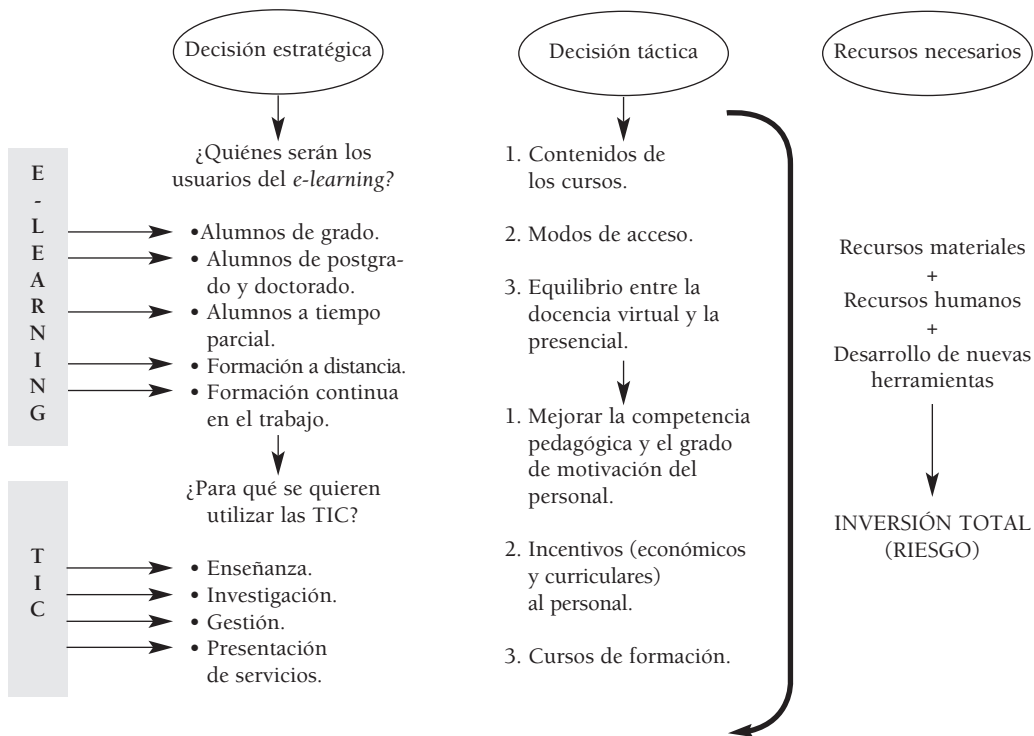 Decisión estratégica
Decisión táctica
Recursos necesarios
E
-
L
E
A
R
N
I
N
G
¿Quiénes serán los
usuarios del e-learning?
•Alumnos de grado.
• Alumnos de postgra-
do y doctorado.
• Alumnos a tiempo
parcial.
• Formación a distancia.
• Formación continua
en el trabajo.
T
I
C
¿Para qué se quieren
utilizar las TIC?
• Enseñanza.
• Investigación.
• Gestión.
• Presentación
de servicios.
1. Contenidos de
los cursos.
2. Modos de acceso.
3. Equilibrio entre la
docencia virtual y la
presencial.
1. Mejorar la competencia
pedagógica y el grado
de motivación del
personal.
2. Incentivos (económicos
y curriculares)
al personal.
3. Cursos de formación.
Recursos materiales
+
Recursos humanos
+
Desarrollo de nuevas
herramientas
INVERSIÓN TOTAL
(RIESGO)